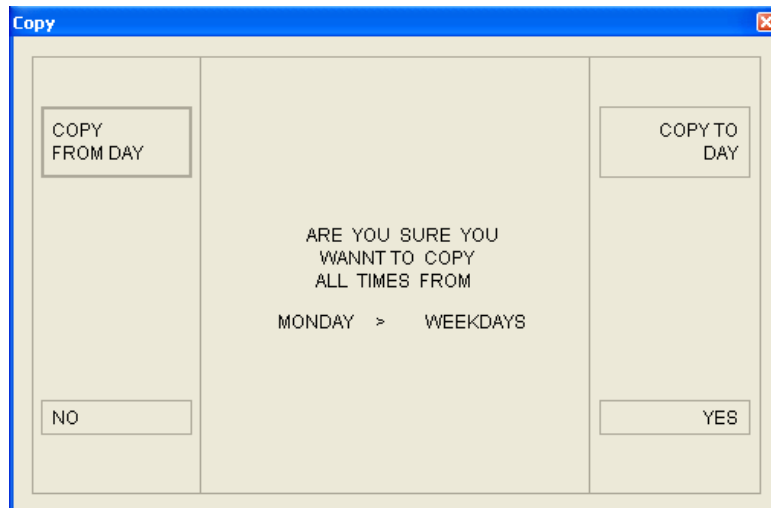 Copy
COPY
FROM DAY
COPY TO
DAY
ARE YOU SURE YOU
WANNT TO COPY
ALL TIMES FROM
MONDAY > WEEKDAYS
NO
YES